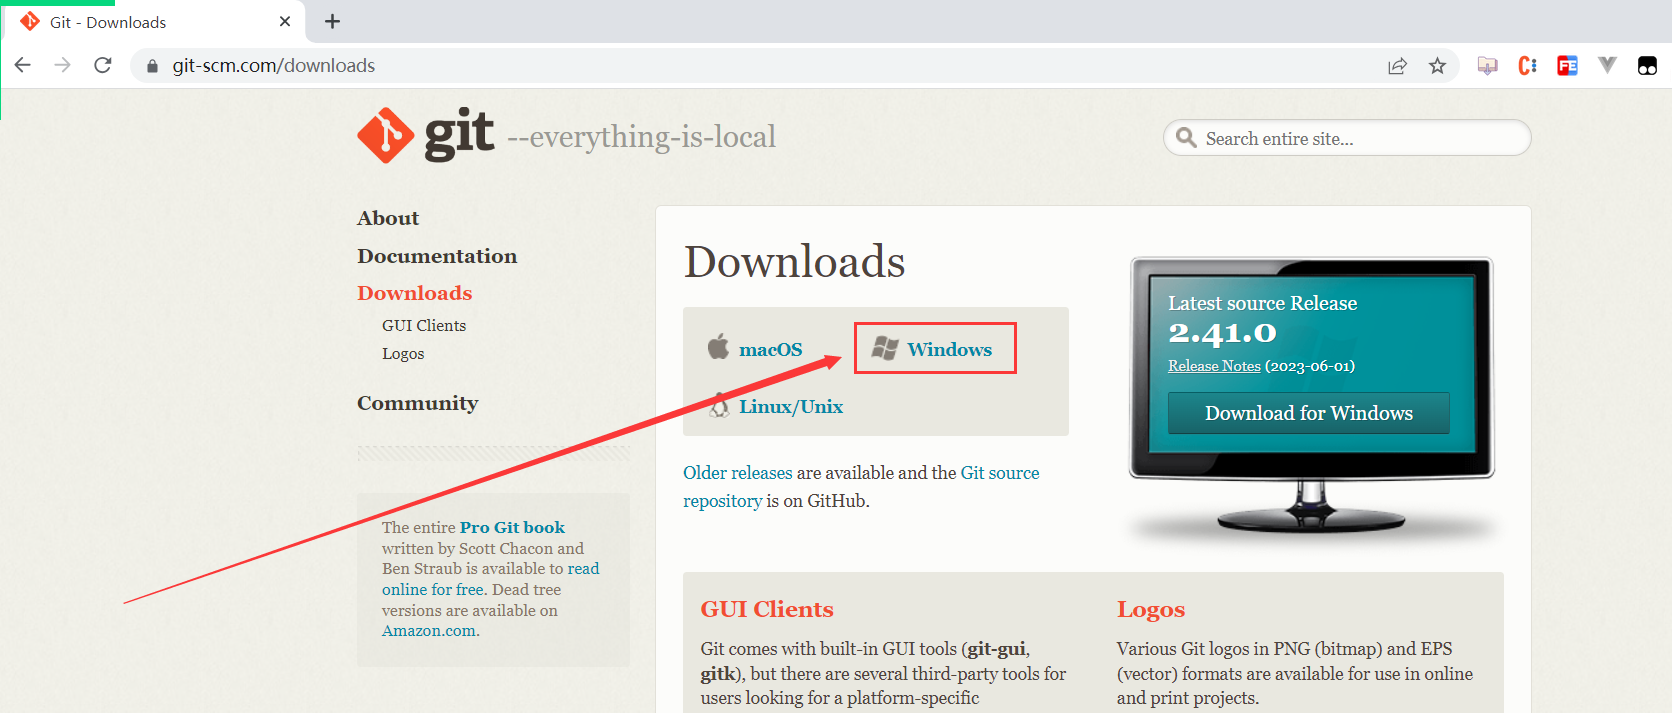 Git - Downloads
git-scm.com/downloads
git --everything-is-local
Search entire site...
About
Documentation
Downloads
GUI Clients
Logos
Community
The entire Pro Git book
written by Scott Chacon and
Ben Straub is available to read
online for free. Dead tree
versions are available on
Amazon.com.
Downloads
macOS
Windows
Linux/Unix
Older releases are available and the Git source
repository is on GitHub.
Latest source Release
2.41.0
Release Notes (2023-06-01)
Download for Windows
GUI Clients
Git comes with built-in GUI tools (git-gui,
gitk), but there are several third-party tools for
users looking for a platform-specific
Logos
Various Git logos in PNG (bitmap) and EPS
(vector) formats are available for use in online
and print projects.